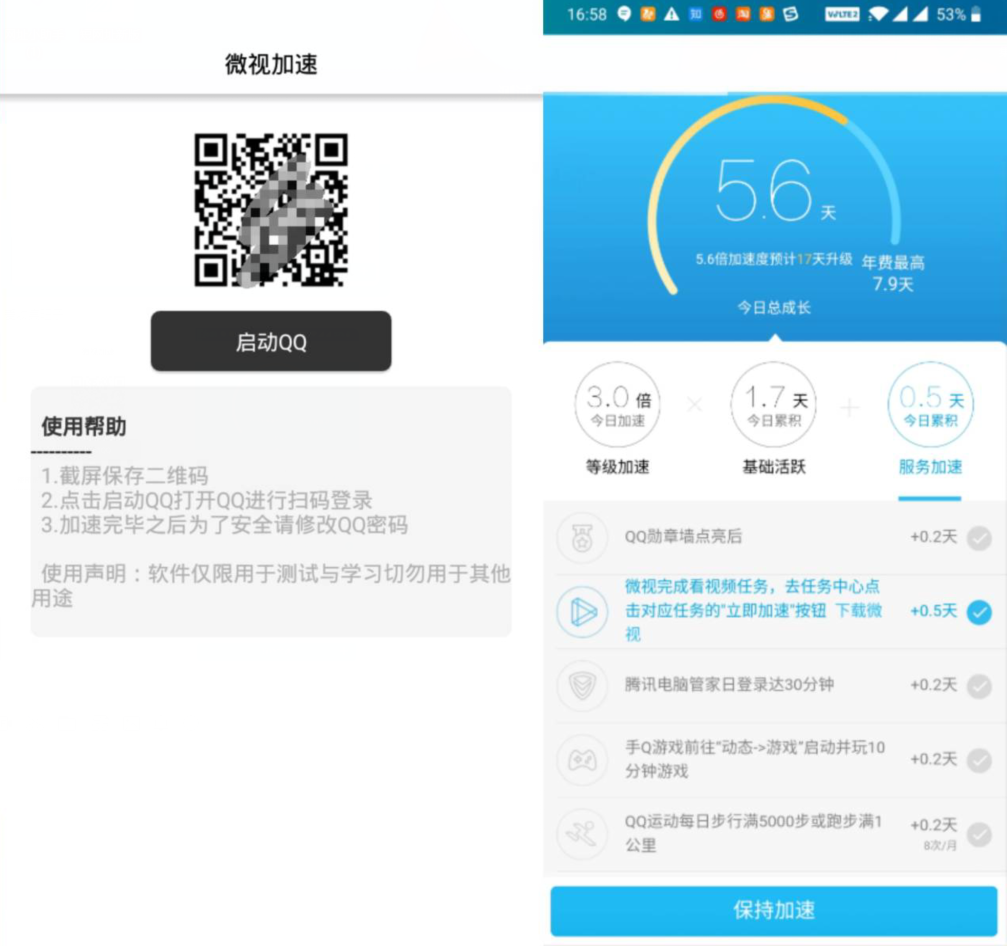 微视加速
启动QQ
使用帮助
----------
1.截屏保存二维码
2.点击启动QQ打开QQ进行扫码登录
3.加速完毕之后为了安全请修改QQ密码
使用声明：软件仅限用于测试与学习切勿用于其他
用途
16:58
知
VoLTE2
53%
5.6 天
5.6倍加速度预计17天升级
年费最高
7.9天
今日总成长
3.0 倍
今日加速
×
1.7 天
今日累积
+
0.5 天
今日累积
等级加速
基础活跃
服务加速
QQ勋章墙点亮后
+0.2天
微视完成看视频任务，去任务中心点
击对应任务的"立即加速"按钮 下载微
视
+0.5天
腾讯电脑管家日登录达30分钟
+0.2天
手Q游戏前往"动态->游戏"启动并玩10
分钟游戏
+0.2天
QQ运动每日步行满5000步或跑步满1
公里
+0.2天
8次/月
保持加速